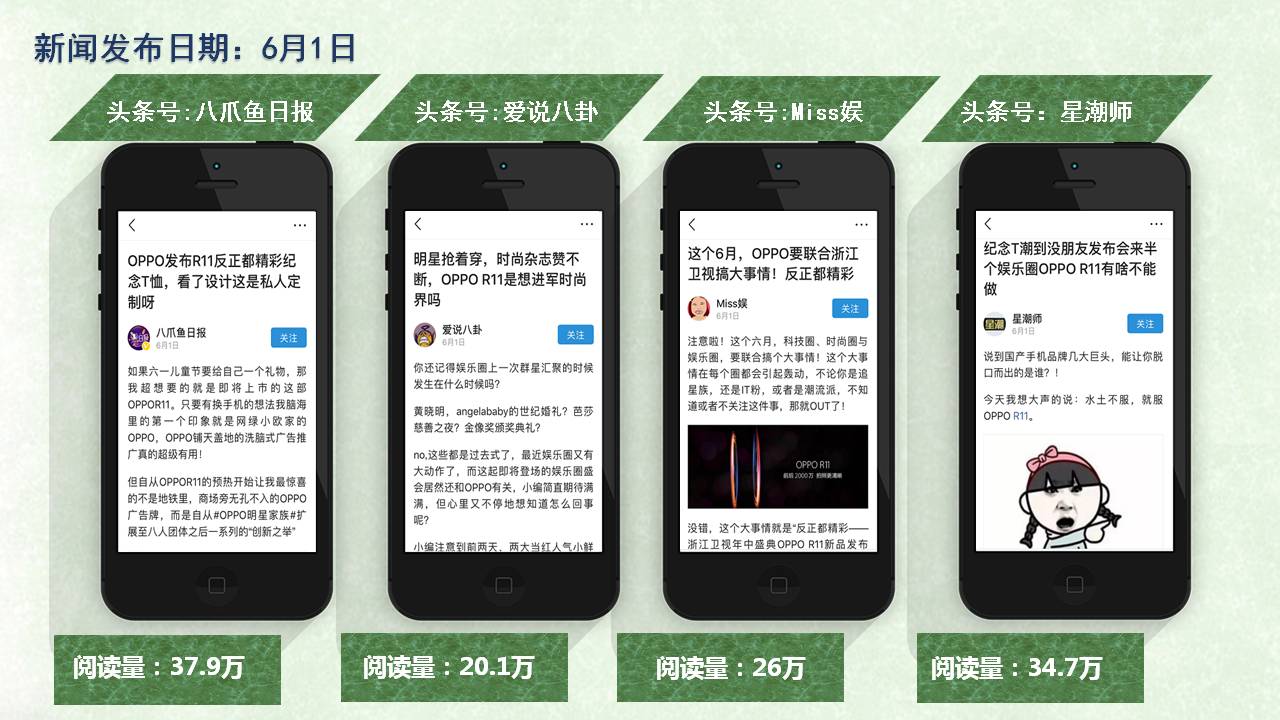 新闻发布日期：6月1日
头条号:八爪鱼日报
OPPO发布R11反正都精彩纪
念T恤，看了设计这是私人定
制呀
八爪鱼日报
6月1日
关注
如果六一儿童节要给自己一个礼物，那
我超想要的就是即将上市的这部
OPPOR11。只要有换手机的想法我脑海
里的第一个印象就是网绿小欧家的
OPPO，OPPO铺天盖地的洗脑式广告推
广真的超级有用！
但自从OPPOR11的预热开始让我最惊喜
的不是地铁里，商场旁无孔不入的OPPO
广告牌，而是自从#OPPO明星家族#扩
展至八人团体之后一系列的“创新之举”
阅读量：37.9万
头条号:爱说八卦
明星抢着穿，时尚杂志赞不
断，OPPO R11是想进军时尚
界吗
爱说八卦
6月1日
关注
你还记得娱乐圈上一次群星汇聚的时候
发生在什么时候吗？
黄晓明，angelababy的世纪婚礼？芭莎
慈善之夜？金像奖颁奖典礼？
no,这些都是过去式了，最近娱乐圈又有
大动作了，而这起即将登场的娱乐圈盛
会居然还和OPPO有关，小编简直期待满
满，但心里又不停地想知道怎么回事
呢？
小编注意到前两天，两大当红人气小鲜
阅读量：20.1万
头条号:Miss娱
这个6月，OPPO要联合浙江
卫视搞大事情！反正都精彩
Miss娱
6月1日
关注
注意啦！这个六月，科技圈、时尚圈与
娱乐圈，要联合搞个大事情！这个大事
情在每个圈都会引起轰动，不论你是追
星族，还是IT粉，或者是潮流派，不知
道或者不关注这件事，那就OUT了！
OPPO R11
前后2000万 拍照更清晰
没错，这个大事情就是“反正都精彩——
浙江卫视年中盛典OPPO R11新品发布
阅读量：26万
头条号：星潮师
纪念T潮到没朋友发布会来半
个娱乐圈OPPO R11有啥不能
做
星潮
星潮师
6月1日
关注
说到国产手机品牌几大巨头，能让你脱
口而出的是谁？！
今天我想大声的说：水土不服，就服
OPPO R11。
阅读量：34.7万